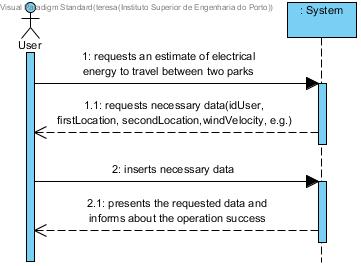 Visual Paradigm Standard(teresa(Instituto Superior de Engenharia do Porto))
: System
User
1: requests an estimate of electrical
energy to travel between two parks
1.1: requests necessary data(idUser,
firstLocation, secondLocation,windVelocity, e.g.)
2: inserts necessary data
2.1: presents the requested data and
informs about the operation success